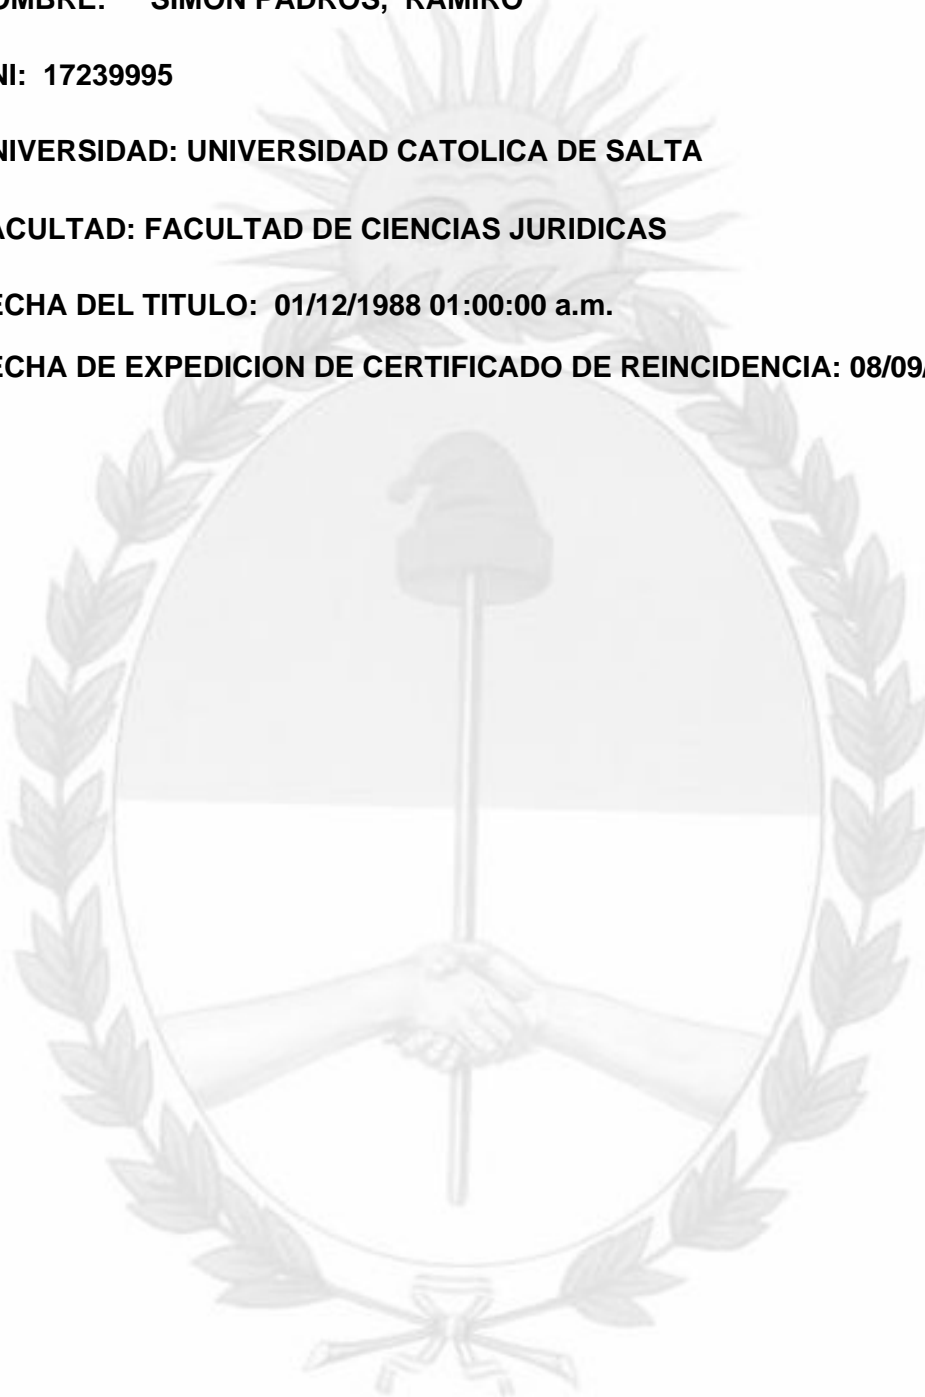 OMBRE: SIMON PADROS, RAMIRO
NI: 17239995
NIVERSIDAD: UNIVERSIDAD CATOLICA DE SALTA
ACULTAD: FACULTAD DE CIENCIAS JURIDICAS
ECHA DEL TITULO: 01/12/1988 01:00:00 a.m.
ECHA DE EXPEDICION DE CERTIFICADO DE REINCIDENCIA: 08/09/